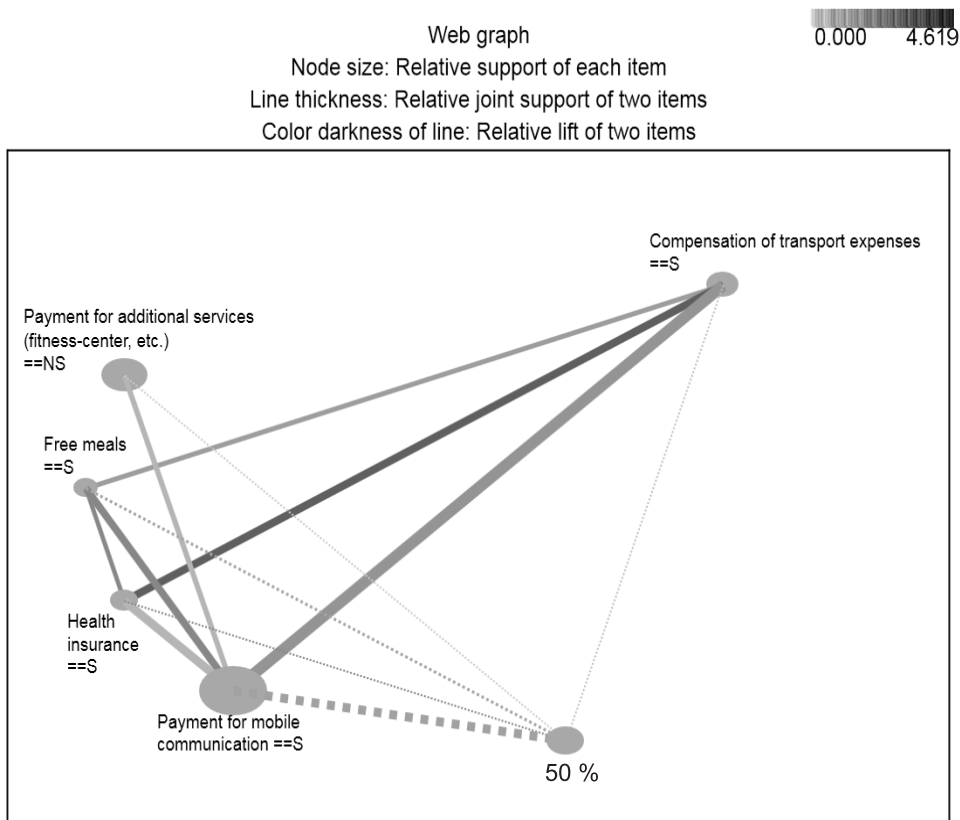 0.000 4.619
Web graph
Node size: Relative support of each item
Line thickness: Relative joint support of two items
Color darkness of line: Relative lift of two items
Compensation of transport expenses
==S
Payment for additional services
(fitness-center, etc.)
==NS
Free meals
==S
Health
insurance
==S
Payment for mobile
communication ==S
50 %